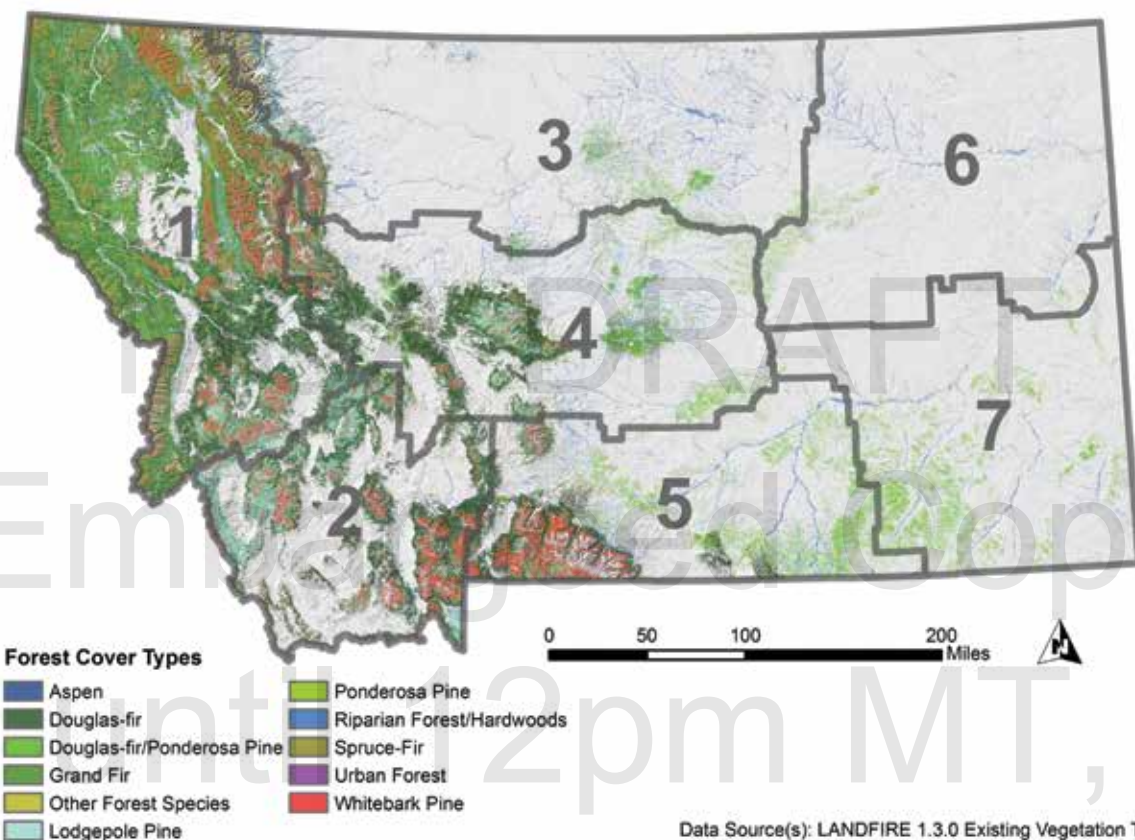 3
6
1
4
7
5
2
DRAFT
Embargoed Cop
until 12pm MT,
0 50 100 200
Miles
N
Forest Cover Types
Aspen
Douglas-fir
Douglas-fir/Ponderosa Pine
Grand Fir
Other Forest Species
Lodgepole Pine
Ponderosa Pine
Riparian Forest/Hardwoods
Spruce-Fir
Urban Forest
Whitebark Pine
Data Source(s): LANDFIRE 1.3.0 Existing Vegetation T